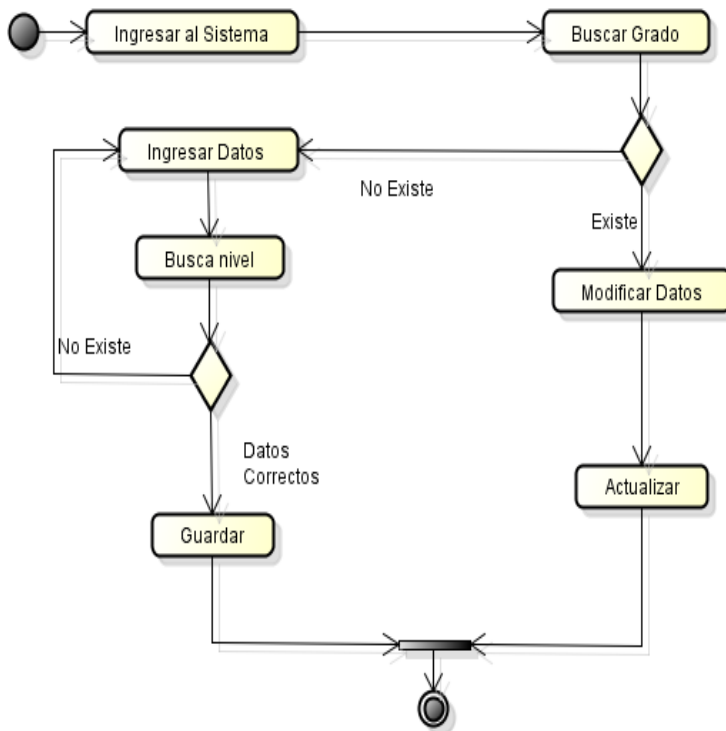 Ingresar al Sistema
Buscar Grado
Ingresar Datos
No Existe
Existe
Busca nivel
Modificar Datos
No Existe
Datos
Correctos
Actualizar
Guardar